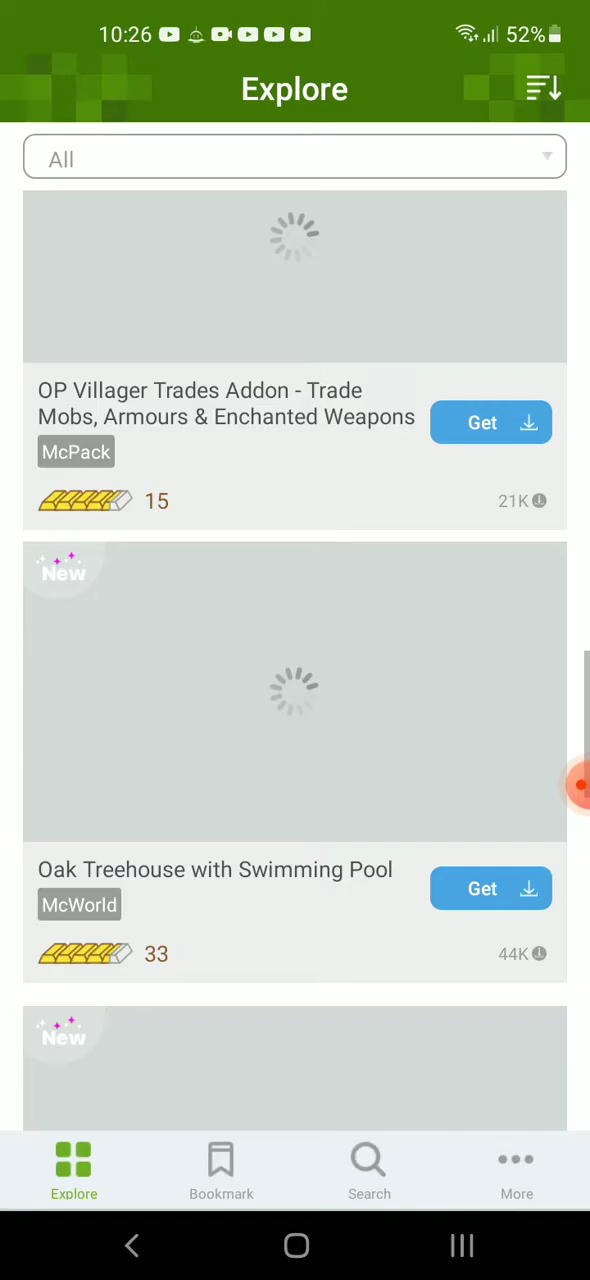 10:26 52%
Explore
All
OP Villager Trades Addon - Trade
Mobs, Armours & Enchanted Weapons
Get
McPack
15
21K
New
Oak Treehouse with Swimming Pool
Get
McWorld
33
44K
New
Explore Bookmark Search More